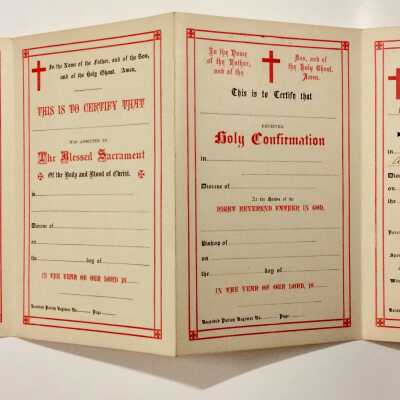 In the Name of the Father, and of the Son,
and of the Holy Ghost. Amen.
THIS IS TO CERTIFY THAT
WAS ADMITTED TO
The Blessed Sacrament
Of the Body and Blood of Christ.
in
Diocese of
on
the day of
IN THE YEAR OF OUR LORD, 18
Recorded Parish Register No. Page
In the Name
of the Father,
and of the
Son, and of
the Holy Ghost.
Amen.
This is to Certify that
RECEIVED
Holy Confirmation
in
Diocese of
At the Hands of the
RIGHT REVEREND FATHER IN GOD,
Bishop of
on
the day of
IN THE YEAR OF OUR LORD, 18
Recorded Parish Register No. Page